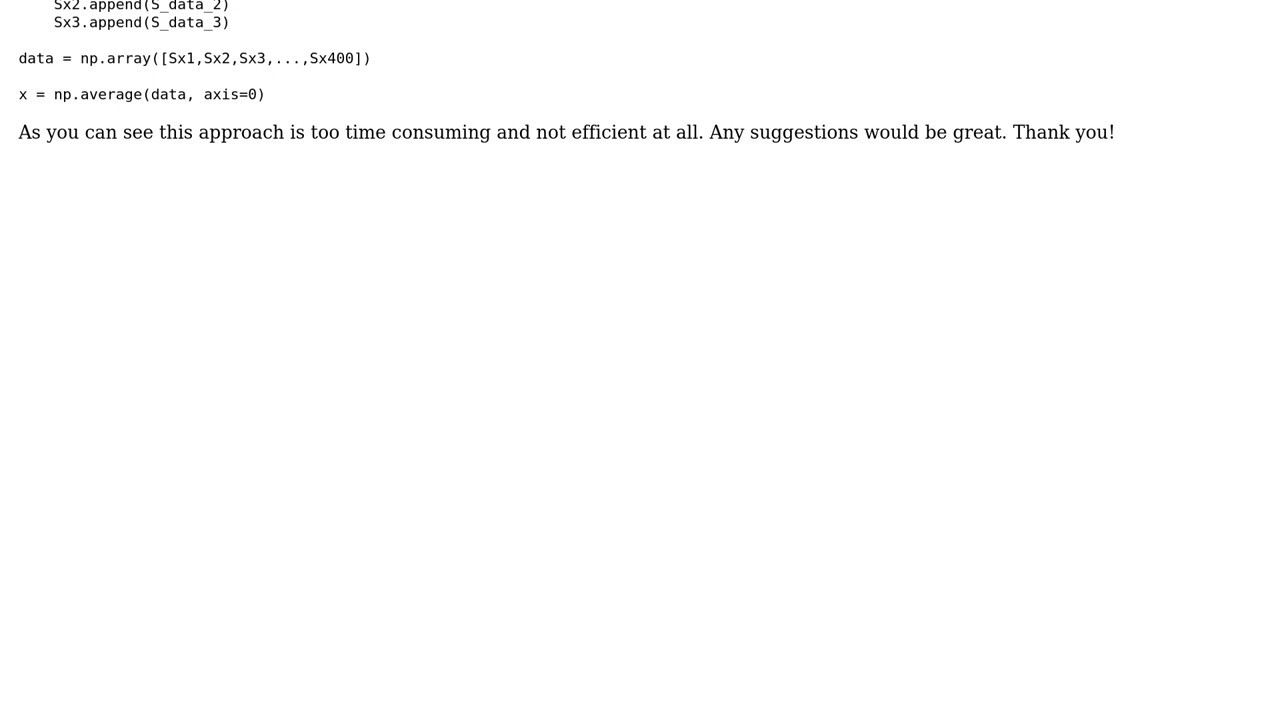 Sx2.append(S_data_2)
    Sx3.append(S_data_3)
data = np.array([Sx1,Sx2,Sx3,...,Sx400])
x = np.average(data, axis=0)
As you can see this approach is too time consuming and not efficient at all. Any suggestions would be great. Thank you!